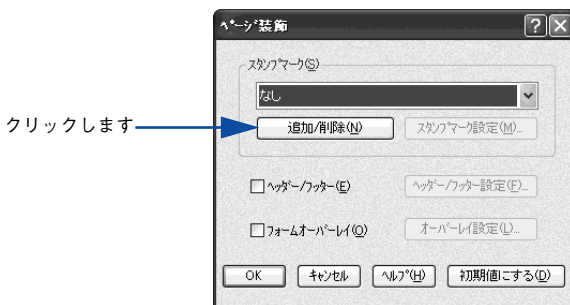 ページ装飾
スタンプマーク(S)
なし
クリックします
追加/削除(N) スタンプマーク設定(M)...
ヘッダー/フッター(E) ヘッダー/フッター設定(F)...
フォームオーバーレイ(O) オーバーレイ設定(L)...
OK キャンセル ヘルプ(H) 初期値にする(D)